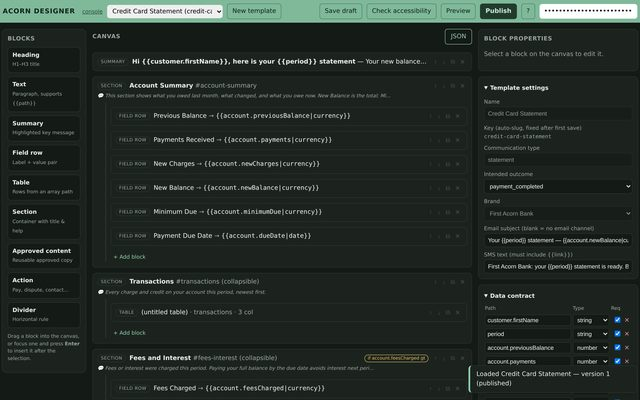 ACORN DESIGNER console Credit Card Statement (credit-ca New template Save draft Check accessibility Preview Publish ?
BLOCKS
Heading
H1–H3 title
Text
Paragraph, supports
{{path}}
Summary
Highlighted key message
Field row
Label + value pair
Table
Rows from an array path
Section
Container with title &
help
Approved content
Reusable approved copy
Action
Pay, dispute, contact…
Divider
Horizontal rule
Drag a block into the canvas,
or focus one and press Enter
to insert it after the
selection.
CANVAS
JSON
SUMMARY Hi {{customer.firstName}}, here is your {{period}} statement — Your new balance...
SECTION Account Summary #account-summary
This section shows what you owed last month, what changed, and what you owe now. New Balance is the total. Mi...
FIELD ROW Previous Balance → {{account.previousBalance|currency}}
FIELD ROW Payments Received → {{account.payments|currency}}
FIELD ROW New Charges → {{account.newCharges|currency}}
FIELD ROW New Balance → {{account.newBalance|currency}}
FIELD ROW Minimum Due → {{account.minimumDue|currency}}
FIELD ROW Payment Due Date → {{account.dueDate|date}}
+ Add block
SECTION Transactions #transactions (collapsible)
Every charge and credit on your account this period, newest first.
TABLE (untitled table) · transactions · 3 col
+ Add block
SECTION Fees and Interest #fees-interest (collapsible) if account.feesCharged gt
Fees or interest were charged this period. Paying your full balance by the due date avoids interest next peri...
FIELD ROW Fees Charged → {{account.feesCharged|currency}}
BLOCK PROPERTIES
Select a block on the canvas to edit it.
▾ Template settings
Name
Credit Card Statement
Key (auto-slug, fixed after first save)
credit-card-statement
Communication type
statement
Intended outcome
payment_completed
Brand
First Acorn Bank
Email subject (blank = no email channel)
Your {{period}} statement — {{account.newBalance|cu
SMS text (must include {{link}})
First Acorn Bank: your {{period}} statement is ready. B
▾ Data contract
Path Type Req
customer.firstName string
period string
account.previousBalance number
account.payments number
Loaded Credit Card Statement — version 1
(published)